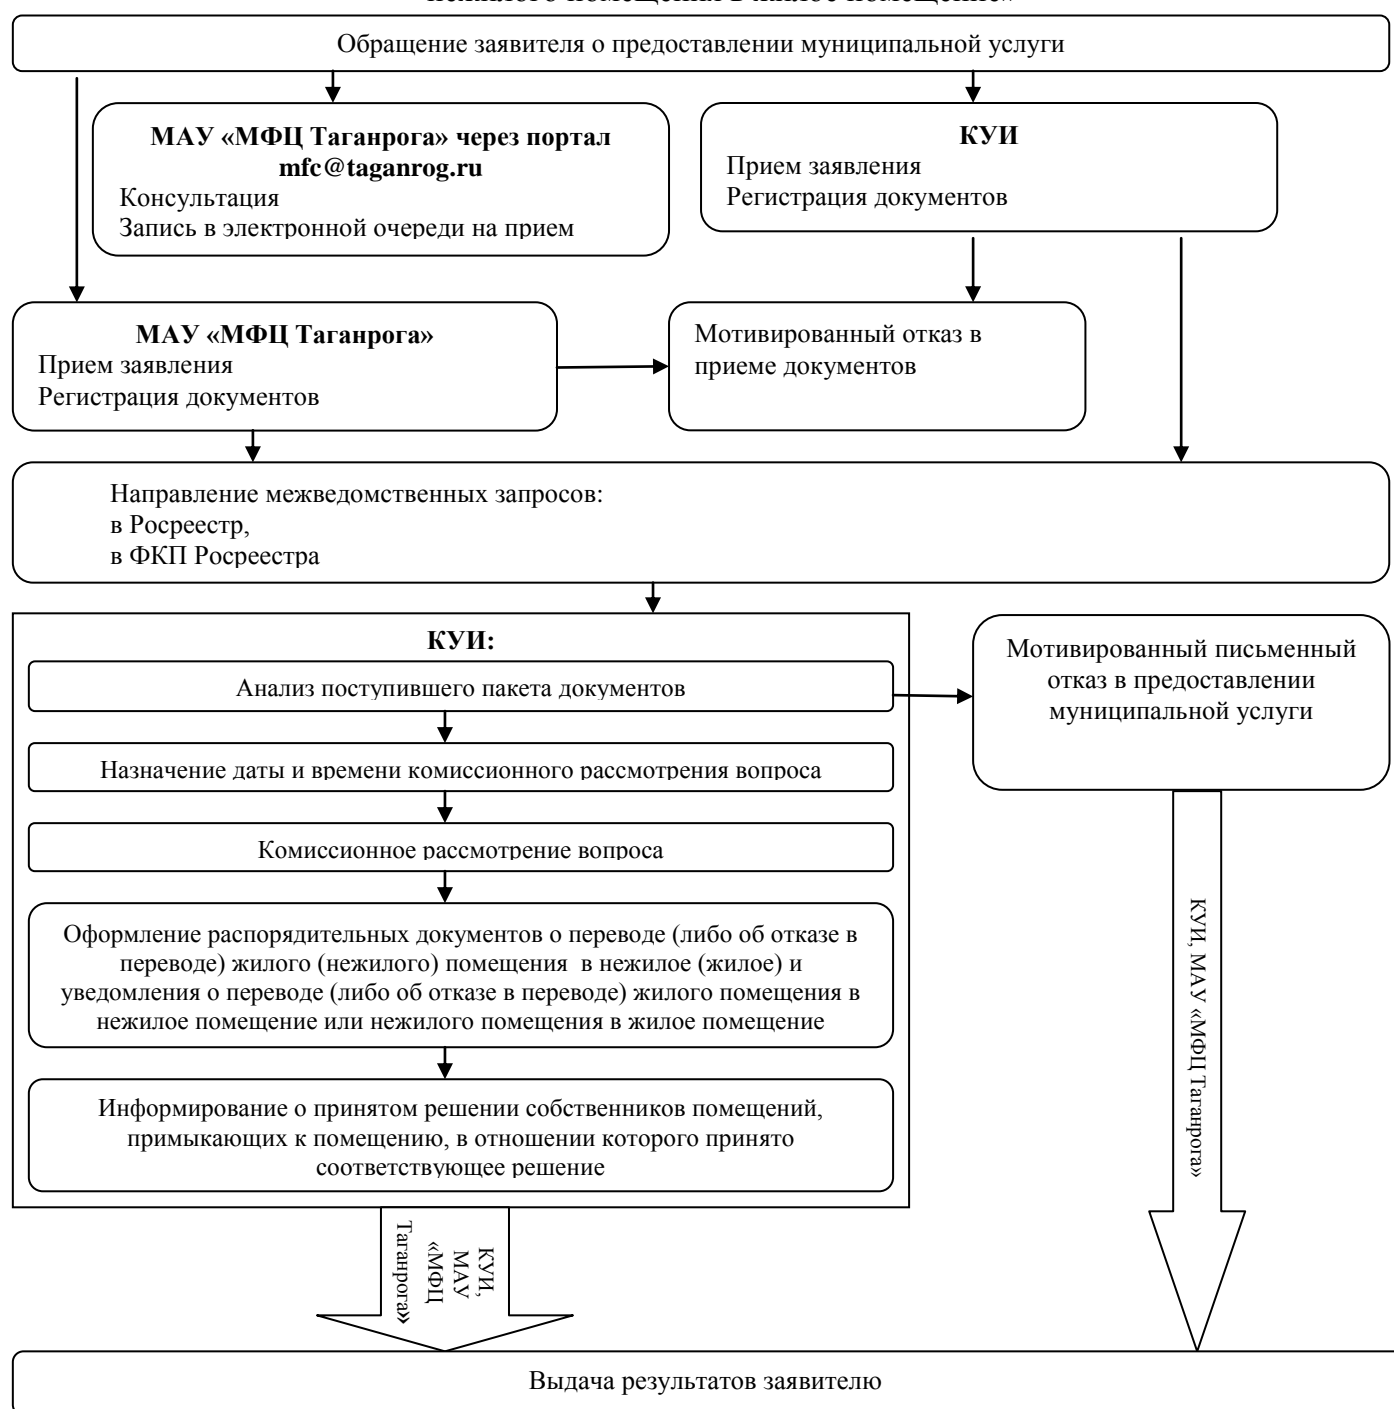 нежилого помещения в жилое помещение»
Обращение заявителя о предоставлении муниципальной услуги
МАУ «МФЦ Таганрога» через портал
mfc@taganrog.ru
Консультация
Запись в электронной очереди на прием
КУИ
Прием заявления
Регистрация документов
МАУ «МФЦ Таганрога»
Прием заявления
Регистрация документов
Мотивированный отказ в
приеме документов
Направление межведомственных запросов:
в Росреестр,
в ФКП Росреестра
КУИ:
Анализ поступившего пакета документов
Назначение даты и времени комиссионного рассмотрения вопроса
Комиссионное рассмотрение вопроса
Оформление распорядительных документов о переводе (либо об отказе в
переводе) жилого (нежилого) помещения в нежилое (жилое) и
уведомления о переводе (либо об отказе в переводе) жилого помещения в
нежилое помещение или нежилого помещения в жилое помещение
Информирование о принятом решении собственников помещений,
примыкающих к помещению, в отношении которого принято
соответствующее решение
Мотивированный письменный
отказ в предоставлении
муниципальной услуги
КУИ, МАУ «МФЦ Таганрога»
КУИ,
МАУ
«МФЦ
Таганрога»
Выдача результатов заявителю